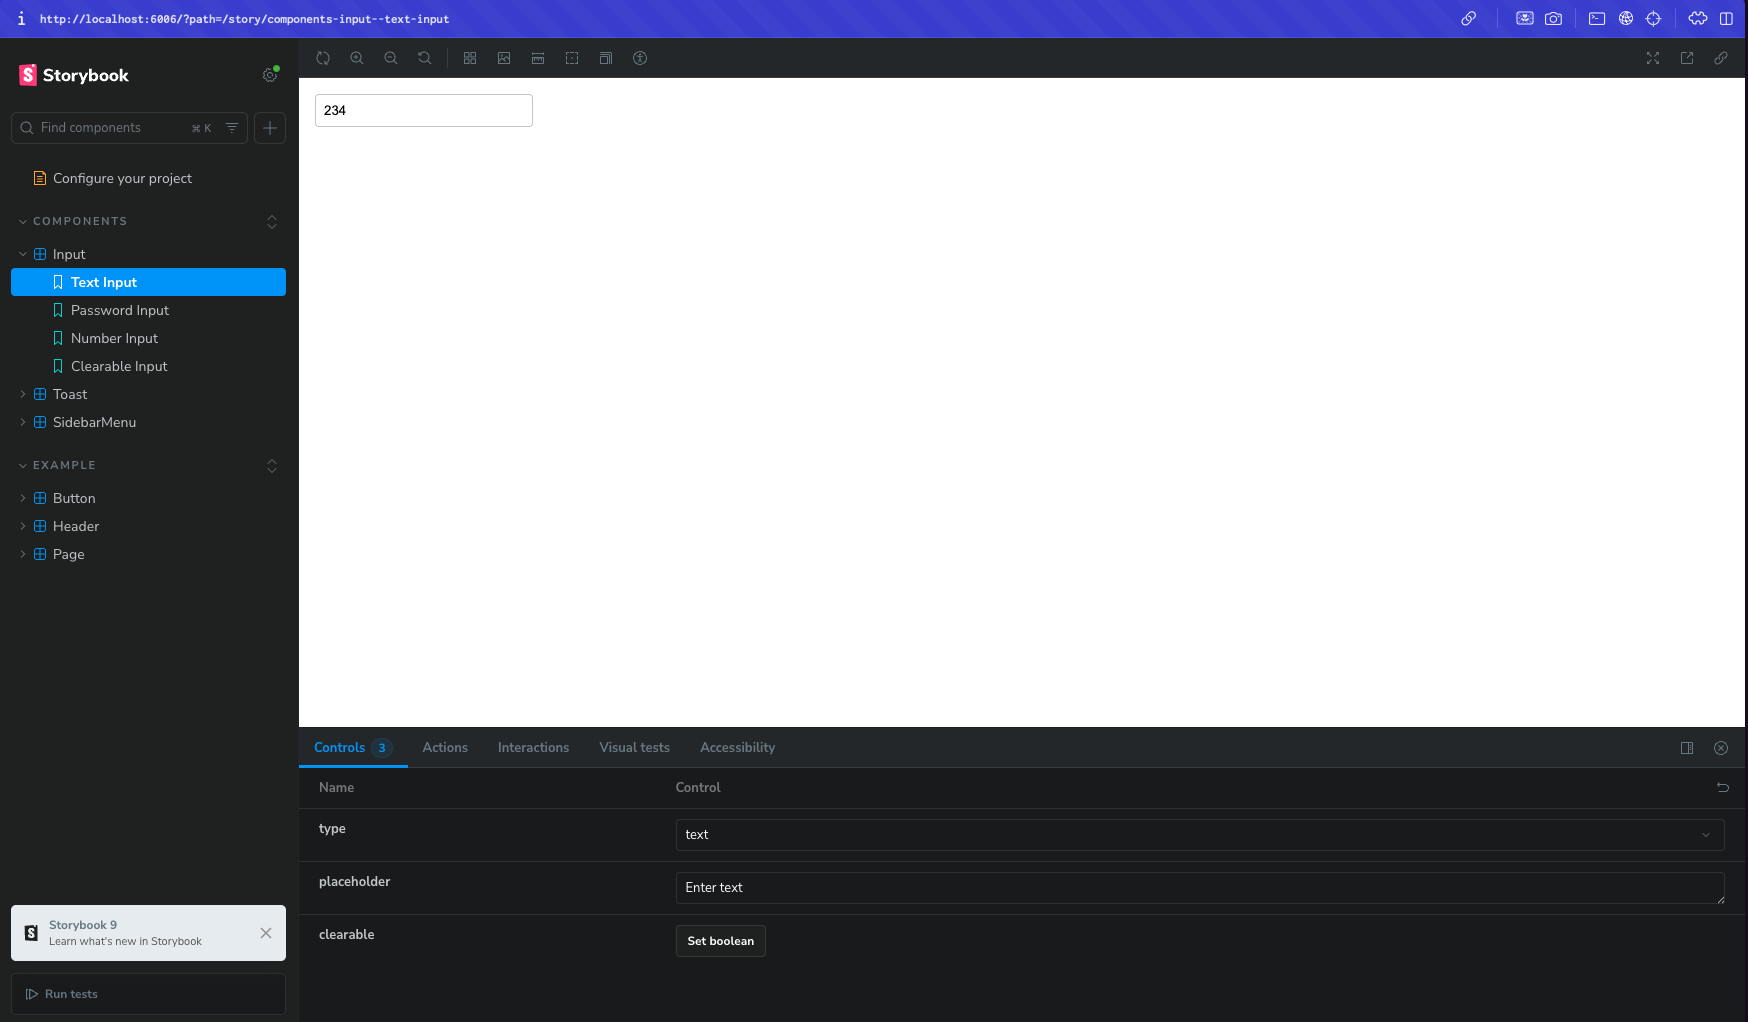 http://localhost:6006/?path=/story/components-input--text-input
Storybook
Find components
⌘ K
Configure your project
COMPONENTS
Input
Text Input
Password Input
Number Input
Clearable Input
Toast
SidebarMenu
EXAMPLE
Button
Header
Page
Storybook 9
Learn what's new in Storybook
Run tests
234
Controls 3 Actions Interactions Visual tests Accessibility
Name Control
type text
placeholder Enter text
clearable Set boolean